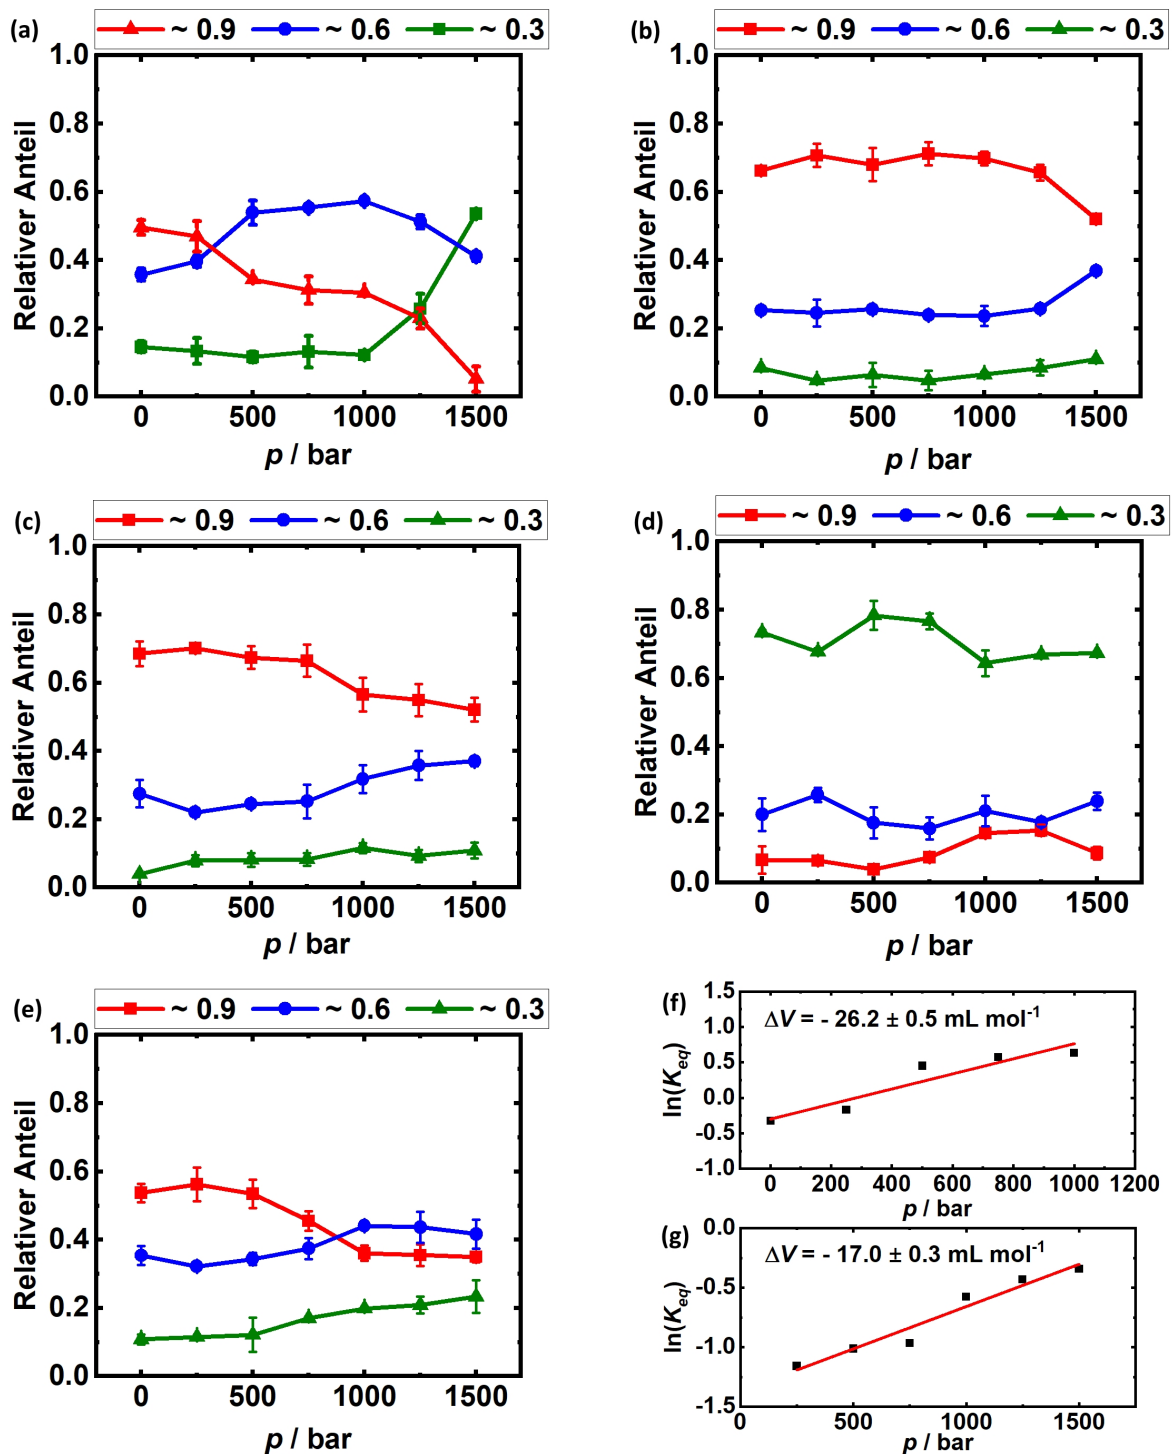 (a)
~ 0.9 ~ 0.6 ~ 0.3
1.0
0.8
0.6
0.4
0.2
0.0
Relativer Anteil
0 500 1000 1500
p / bar
(b)
~ 0.9 ~ 0.6 ~ 0.3
1.0
0.8
0.6
0.4
0.2
0.0
Relativer Anteil
0 500 1000 1500
p / bar
(c)
~ 0.9 ~ 0.6 ~ 0.3
1.0
0.8
0.6
0.4
0.2
0.0
Relativer Anteil
0 500 1000 1500
p / bar
(d)
~ 0.9 ~ 0.6 ~ 0.3
1.0
0.8
0.6
0.4
0.2
0.0
Relativer Anteil
0 500 1000 1500
p / bar
(e)
~ 0.9 ~ 0.6 ~ 0.3
1.0
0.8
0.6
0.4
0.2
0.0
Relativer Anteil
0 500 1000 1500
p / bar
(f)
ΔV = - 26.2 ± 0.5 mL mol⁻¹
1.5
1.0
0.5
0.0
-0.5
-1.0
ln(K_eq)
0 200 400 600 800 1000 1200
p / bar
(g)
ΔV = - 17.0 ± 0.3 mL mol⁻¹
0.0
-0.5
-1.0
-1.5
ln(K_eq)
0 500 1000 1500
p / bar